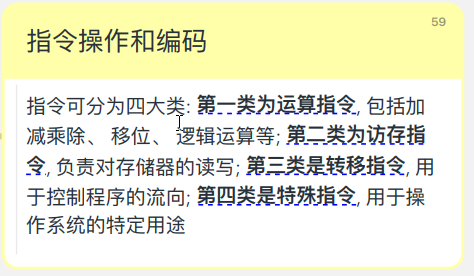 59
指令操作和编码
指令可分为四大类: 第一类为运算指令, 包括加
减乘除、 移位、 逻辑运算等; 第二类为访存指
令, 负责对存储器的读写; 第三类是转移指令, 用
于控制程序的流向; 第四类是特殊指令, 用于操
作系统的特定用途